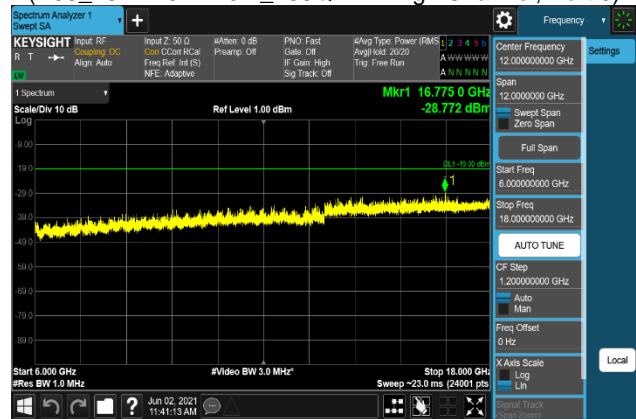 Spectrum Analyzer 1
Swept SA
Frequency
KEYSIGHT
R T
LW
Input: RF
Coupling: DC
Align: Auto
Input Z: 50 Ω
Corr CCorr RCal
Freq Ref: Int (S)
NFE: Adaptive
#Atten: 0 dB
Preamp: Off
PNO: Fast
Gate: Off
IF Gain: High
Sig Track: Off
#Avg Type: Power (RMS
Avg|Hold: 20/20
Trig: Free Run
1 2 3 4 5 6
A WW WW W
A N N N N N
1 Spectrum
Mkr1 16.775 0 GHz
Scale/Div 10 dB
Ref Level 1.00 dBm
-28.772 dBm
Log
-9.00
-19.0
DL1 -19.00 dBm
1
-29.0
-39.0
-49.0
-59.0
-69.0
-79.0
-89.0
Start 6.000 GHz
#Video BW 3.0 MHz*
Stop 18.000 GHz
#Res BW 1.0 MHz
Sweep ~23.0 ms (24001 pts
Center Frequency
12.000000000 GHz
Settings
Span
12.0000000 GHz
Swept Span
Zero Span
Full Span
Start Freq
6.000000000 GHz
Stop Freq
18.000000000 GHz
AUTO TUNE
CF Step
1.200000000 GHz
Auto
Man
Freq Offset
0 Hz
X Axis Scale
Log
Lin
Local
Signal Track
(Span Zoom)
?
Jun 02, 2021
11:41:13 AM